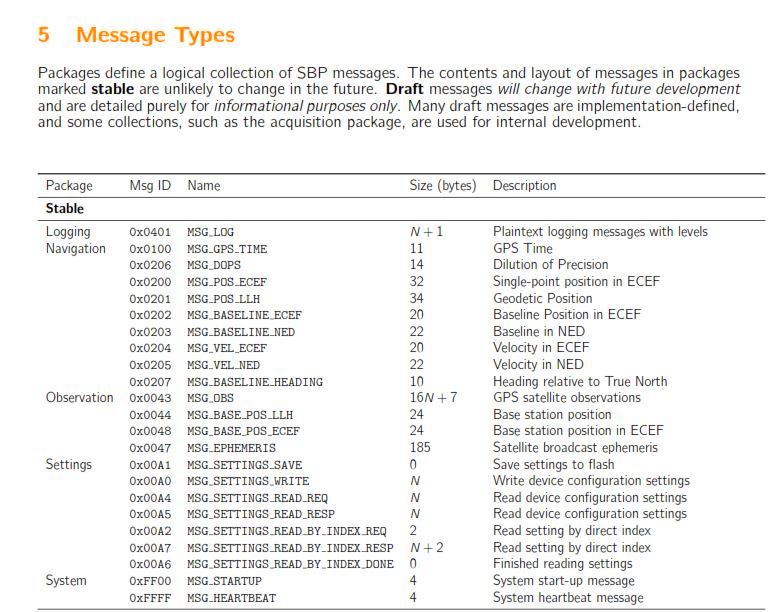 5 Message Types
Packages define a logical collection of SBP messages. The contents and layout of messages in packages
marked stable are unlikely to change in the future. Draft messages will change with future development
and are detailed purely for informational purposes only. Many draft messages are implementation-defined,
and some collections, such as the acquisition package, are used for internal development.
Package Msg ID Name Size (bytes) Description
Stable
Logging 0x0401 MSG_LOG N + 1 Plaintext logging messages with levels
Navigation 0x0100 MSG_GPS_TIME 11 GPS Time
0x0206 MSG_DOPS 14 Dilution of Precision
0x0200 MSG_POS_ECEF 32 Single-point position in ECEF
0x0201 MSG_POS_LLH 34 Geodetic Position
0x0202 MSG_BASELINE_ECEF 20 Baseline Position in ECEF
0x0203 MSG_BASELINE_NED 22 Baseline in NED
0x0204 MSG_VEL_ECEF 20 Velocity in ECEF
0x0205 MSG_VEL_NED 22 Velocity in NED
0x0207 MSG_BASELINE_HEADING 10 Heading relative to True North
Observation 0x0043 MSG_OBS 16N + 7 GPS satellite observations
0x0044 MSG_BASE_POS_LLH 24 Base station position
0x0048 MSG_BASE_POS_ECEF 24 Base station position in ECEF
0x0047 MSG_EPHEMERIS 185 Satellite broadcast ephemeris
Settings 0x00A1 MSG_SETTINGS_SAVE 0 Save settings to flash
0x00A0 MSG_SETTINGS_WRITE N Write device configuration settings
0x00A4 MSG_SETTINGS_READ_REQ N Read device configuration settings
0x00A5 MSG_SETTINGS_READ_RESP N Read device configuration settings
0x00A2 MSG_SETTINGS_READ_BY_INDEX_REQ 2 Read setting by direct index
0x00A7 MSG_SETTINGS_READ_BY_INDEX_RESP N + 2 Read setting by direct index
0x00A6 MSG_SETTINGS_READ_BY_INDEX_DONE 0 Finished reading settings
System 0xFF00 MSG_STARTUP 4 System start-up message
0xFFFF MSG_HEARTBEAT 4 System heartbeat message